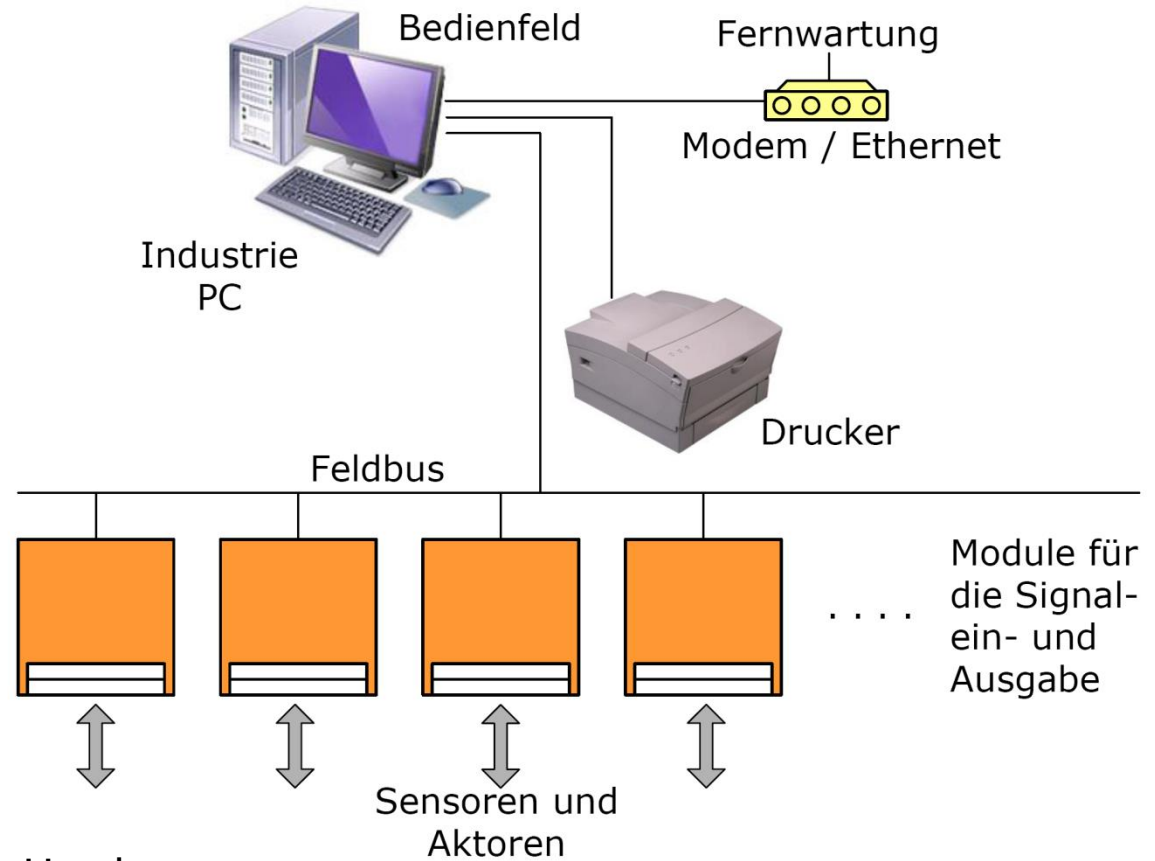 Bedienfeld
Fernwartung
Modem / Ethernet
Industrie
PC
Drucker
Feldbus
Module für
die Signal-
ein- und
Ausgabe
. . . .
Sensoren und
Aktoren